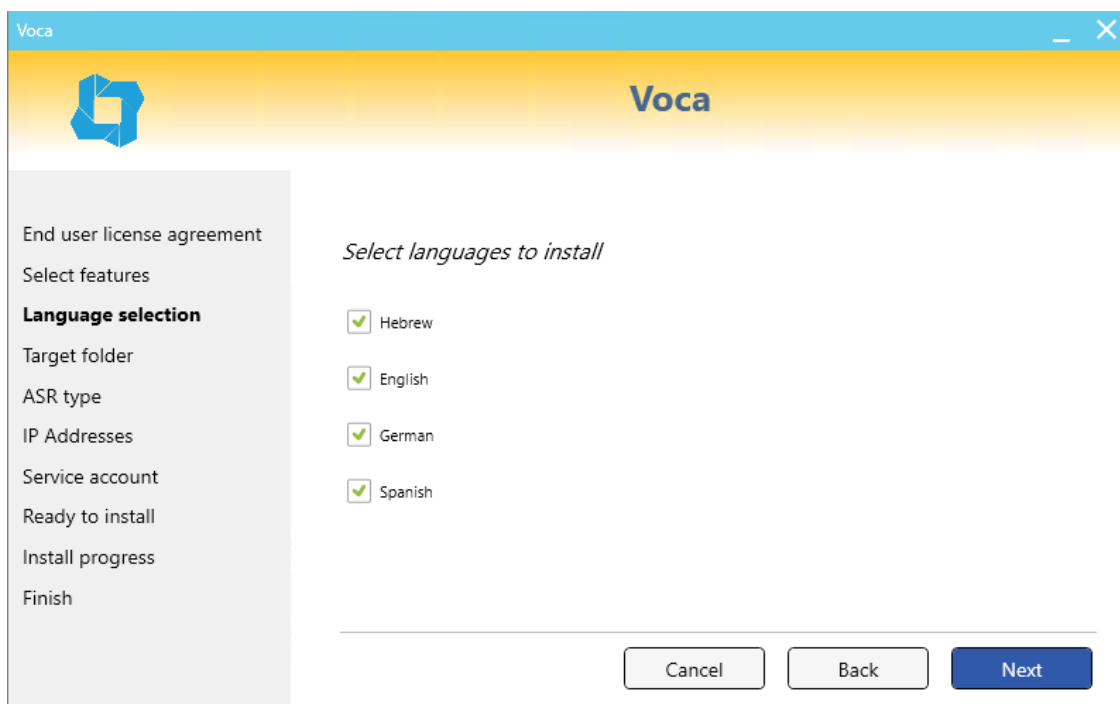 Voca
Voca
End user license agreement
Select features
Language selection
Target folder
ASR type
IP Addresses
Service account
Ready to install
Install progress
Finish
Select languages to install
Hebrew
English
German
Spanish
Cancel
Back
Next